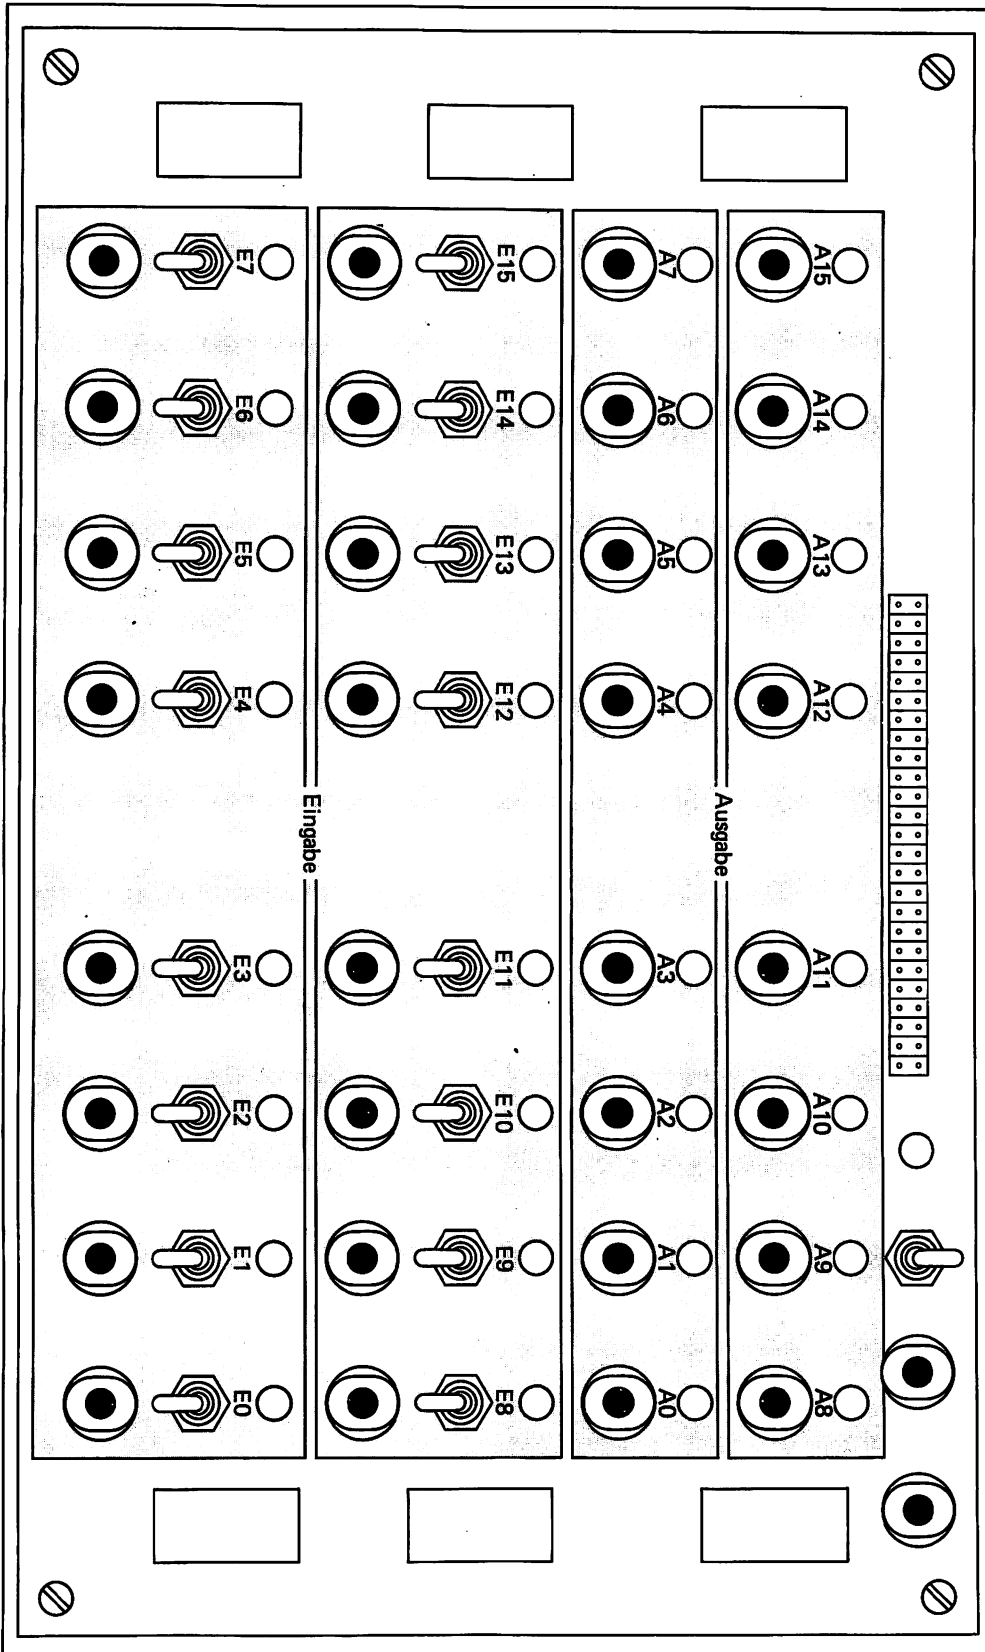 A15 A14 A13 A12 A11 A10 A9 A8
Ausgabe
A7 A6 A5 A4 A3 A2 A1 A0
E15 E14 E13 E12 E11 E10 E9 E8
Eingabe
E7 E6 E5 E4 E3 E2 E1 E0